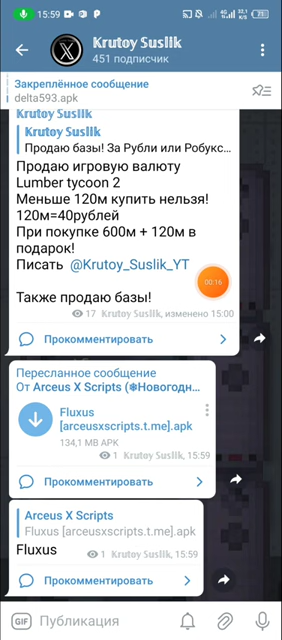 15:59
4G
32,1
K/s
Krutoy Suslik
451 подписчик
Закреплённое сообщение
delta593.apk
Krutoy Suslik
Krutoy Suslik
Продаю базы! За Рубли или Робукс…
Продаю игровую валюту
Lumber tycoon 2
Меньше 120м купить нельзя!
120м=40рублей
При покупке 600м + 120м в
подарок!
Писать @Krutoy_Suslik_YT
00:16
Также продаю базы!
17 Krutoy Suslik, изменено 15:00
Прокомментировать
Пересланное сообщение
От Arceus X Scripts (❄Новогодн…
Fluxus
[arceusxscripts.t.me].apk
134,1 MB APK
1 Krutoy Suslik, 15:59
Прокомментировать
Arceus X Scripts
Fluxus [arceusxscripts.t.me].apk
Fluxus
1 Krutoy Suslik, 15:59
Прокомментировать
GIF Публикация